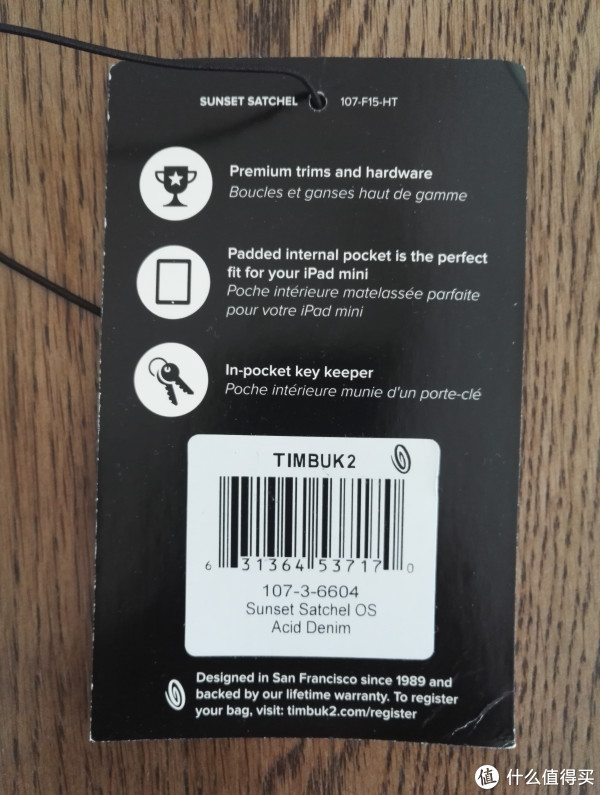 SUNSET SATCHEL 107-F15-HT
Premium trims and hardware
Boucles et ganses haut de gamme
Padded internal pocket is the perfect
fit for your iPad mini
Poche intérieure matelassée parfaite
pour votre iPad mini
In-pocket key keeper
Poche intérieure munie d'un porte-clé
TIMBUK2
6 31364 53717 0
107-3-6604
Sunset Satchel OS
Acid Denim
Designed in San Francisco since 1989 and
backed by our lifetime warranty. To register
your bag, visit: timbuk2.com/register
值 什么值得买